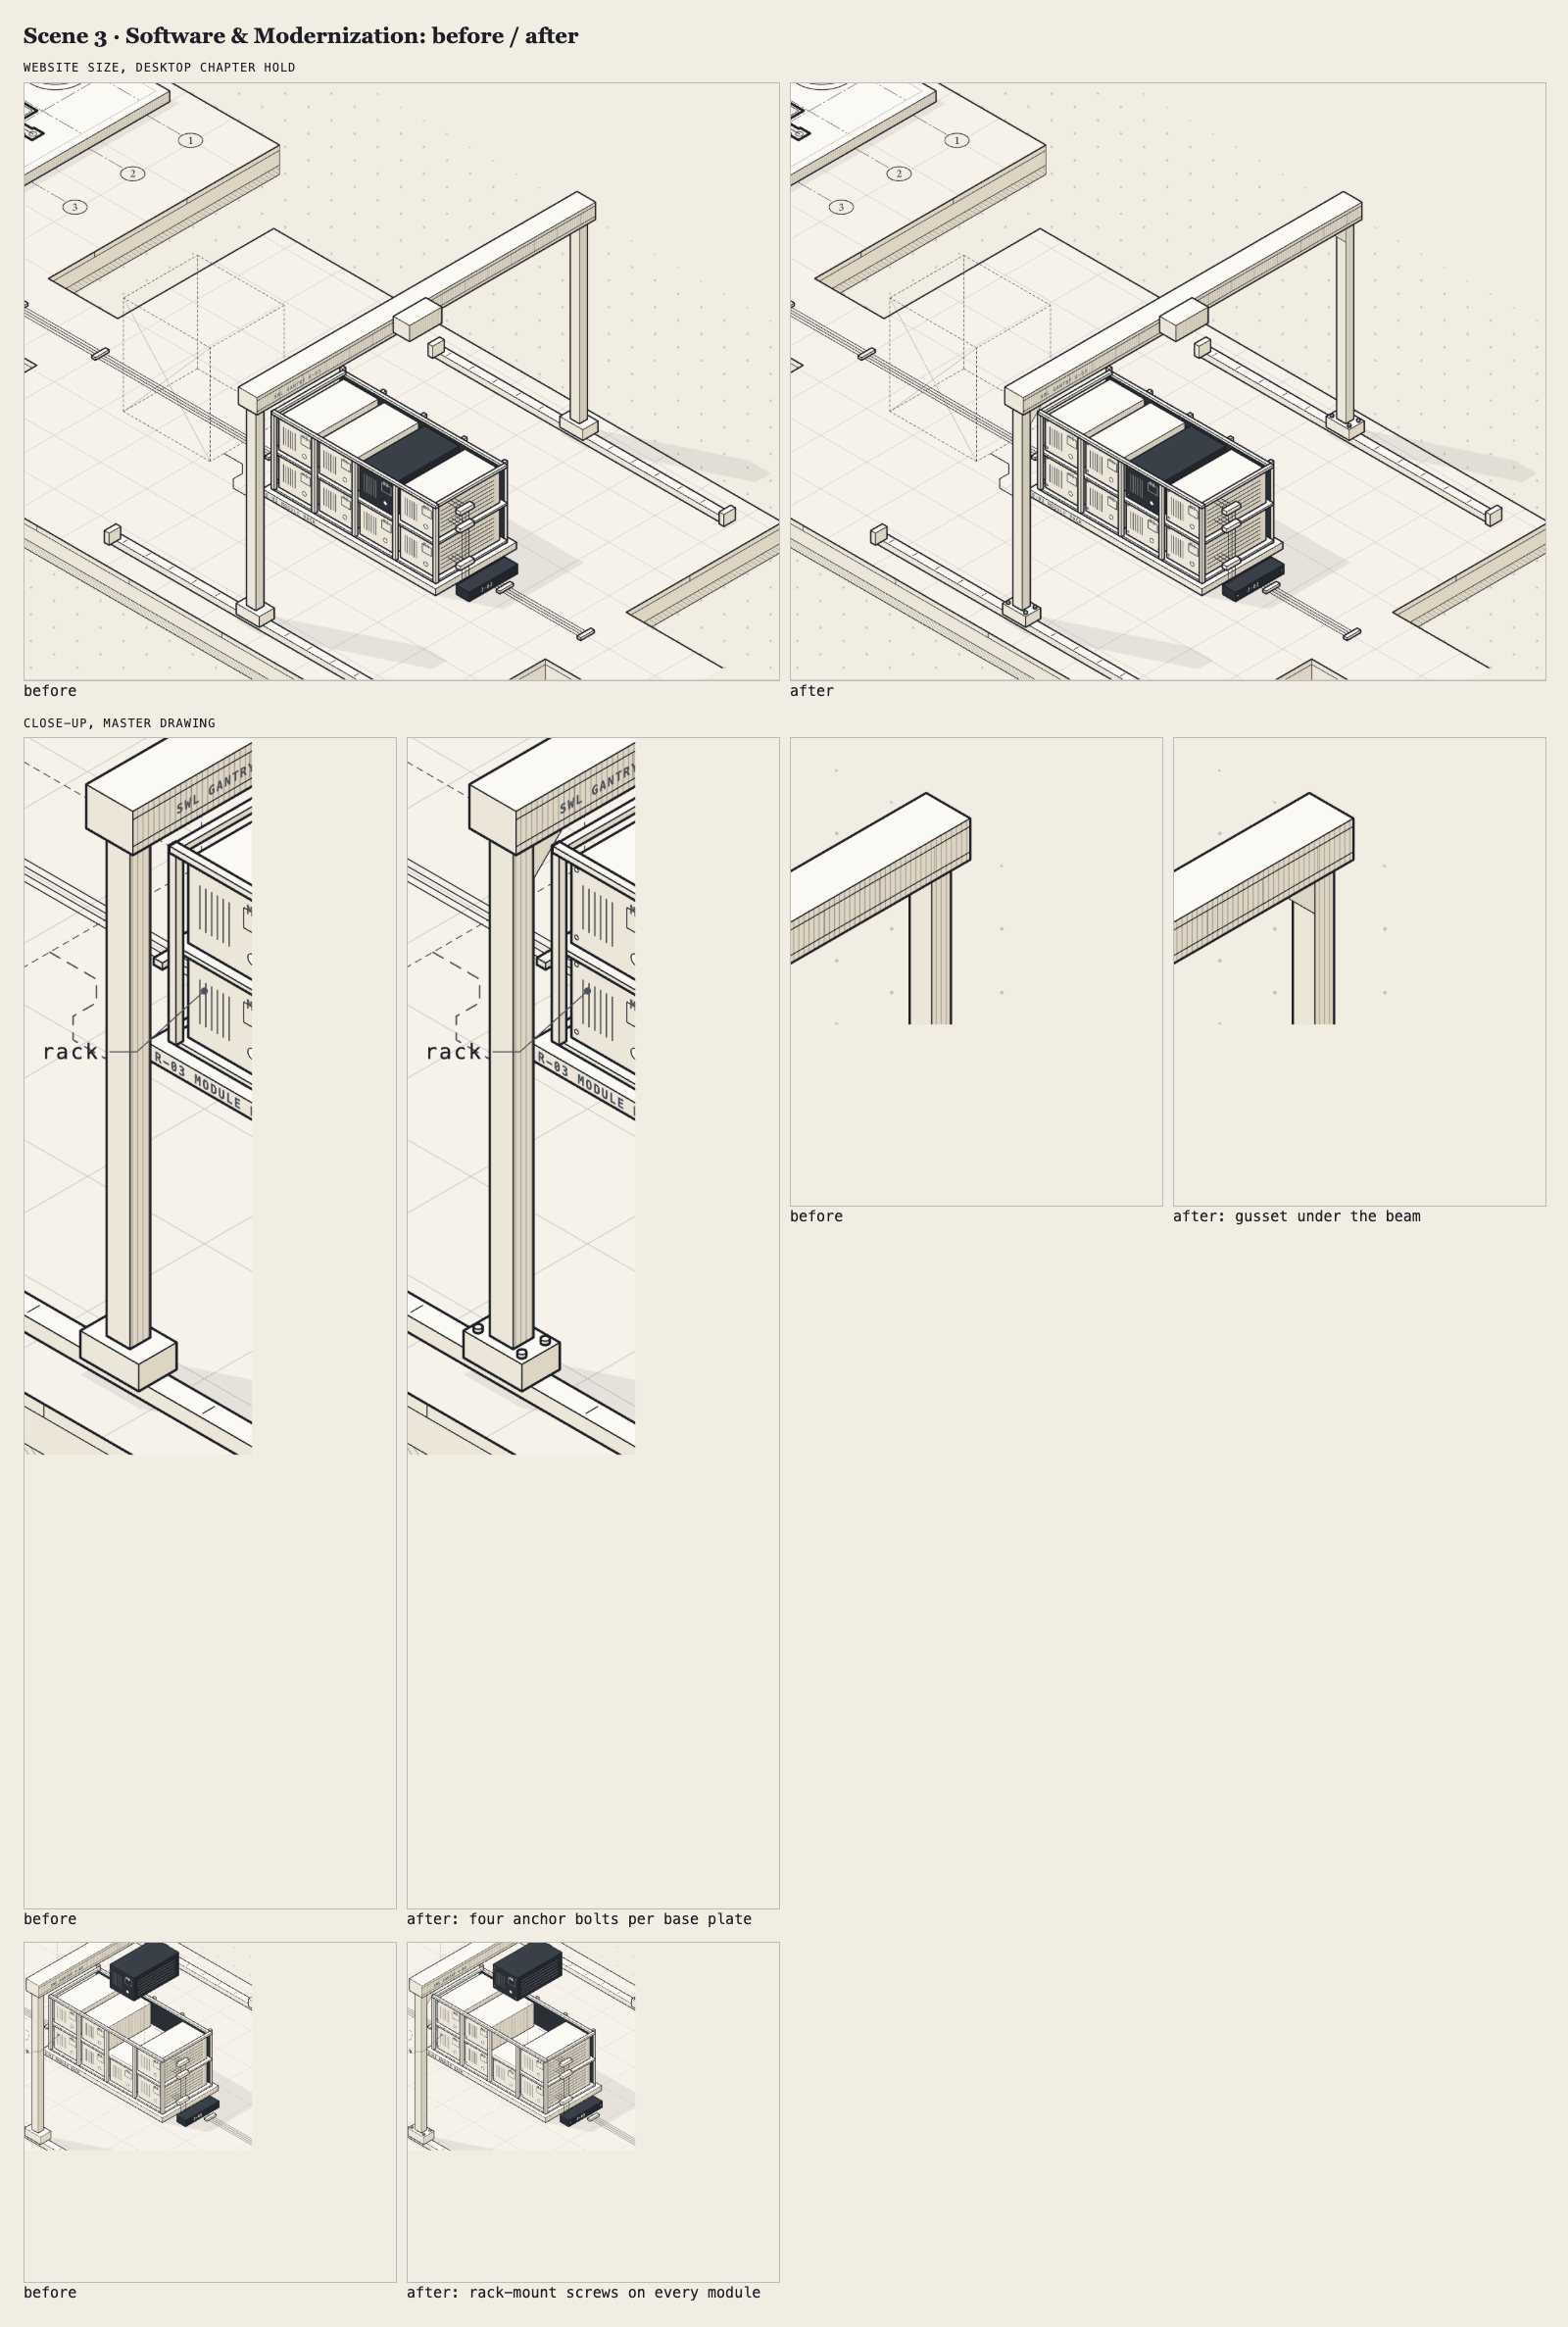 Scene 3 · Software & Modernization: before / after
WEBSITE SIZE, DESKTOP CHAPTER HOLD
1
2
3
1
2
3
before
after
CLOSE-UP, MASTER DRAWING
SWL GANTRY
rack
R-03 MODULE
SWL GANTRY
rack
R-03 MODULE
before
after: gusset under the beam
before
after: four anchor bolts per base plate
before
after: rack-mount screws on every module